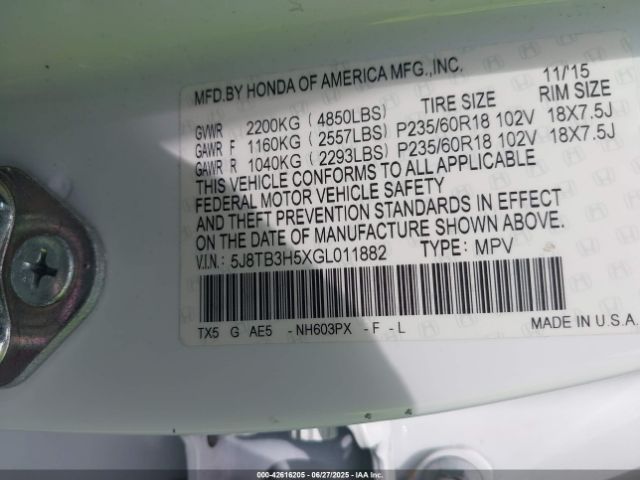 MFD.BY HONDA OF AMERICA MFG.,INC. 11/'15
TIRE SIZE RIM SIZE
GVWR 2200KG (4850LBS)
GAWR F 1160KG (2557LBS) P235/60R18 102V 18X7.5J
GAWR R 1040KG (2293LBS) P235/60R18 102V 18X7.5J
THIS VEHICLE CONFORMS TO ALL APPLICABLE
FEDERAL MOTOR VEHICLE SAFETY
AND THEFT PREVENTION STANDARDS IN EFFECT
ON THE DATE OF MANUFACTURE SHOWN ABOVE.
V.I.N.: 5J8TB3H5XGL011882 TYPE: MPV
TX5 G AE5 -NH603PX -F -L MADE IN U.S.A.
000-42616205 - 06/27/2025 - IAA Inc.